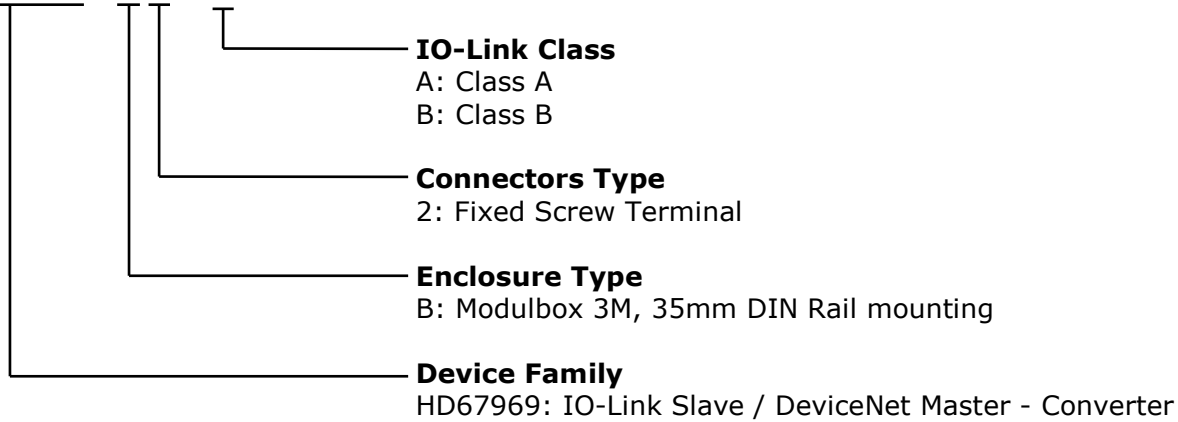 IO-Link Class
A: Class A
B: Class B
Connectors Type
2: Fixed Screw Terminal
Enclosure Type
B: Modulbox 3M, 35mm DIN Rail mounting
Device Family
HD67969: IO-Link Slave / DeviceNet Master - Converter